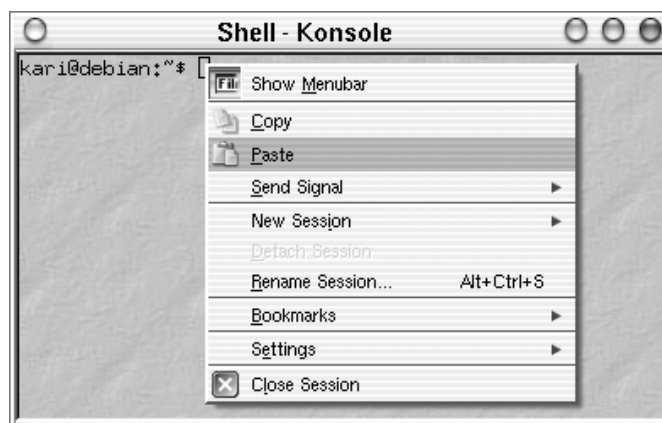 Shell - Konsole
kari@debian:~$
Show Menubar
Copy
Paste
Send Signal
New Session
Detach Session
Rename Session... Alt+Ctrl+S
Bookmarks
Settings
Close Session